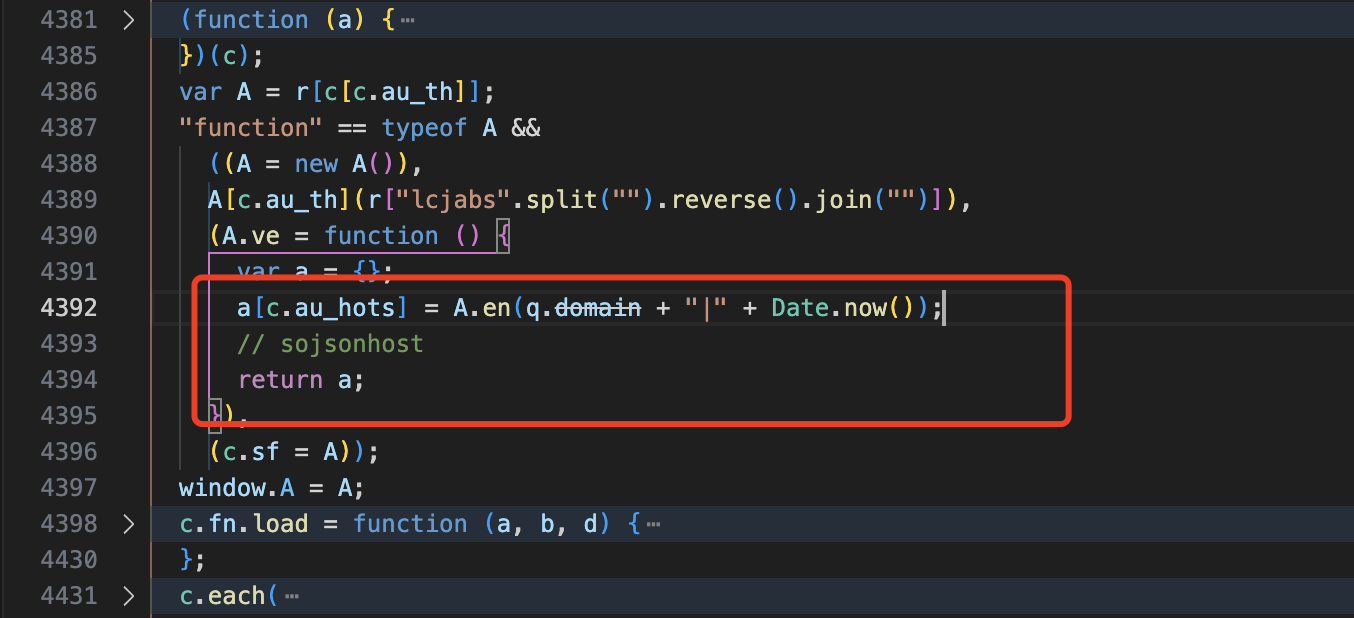 4381 (function (a) { ⋯
4385 })(c);
4386 var A = r[c[c.au_th]];
4387 "function" == typeof A &&
4388 ((A = new A()),
4389 A[c.au_th](r["lcjabs".split("").reverse().join("")]),
4390 (A.ve = function () {
4391 var a = {};
4392 a[c.au_hots] = A.en(q.domain + "|" + Date.now());
4393 // sojsonhost
4394 return a;
4395 }),
4396 (c.sf = A));
4397 window.A = A;
4398 c.fn.load = function (a, b, d) { ⋯
4430 };
4431 c.each( ⋯